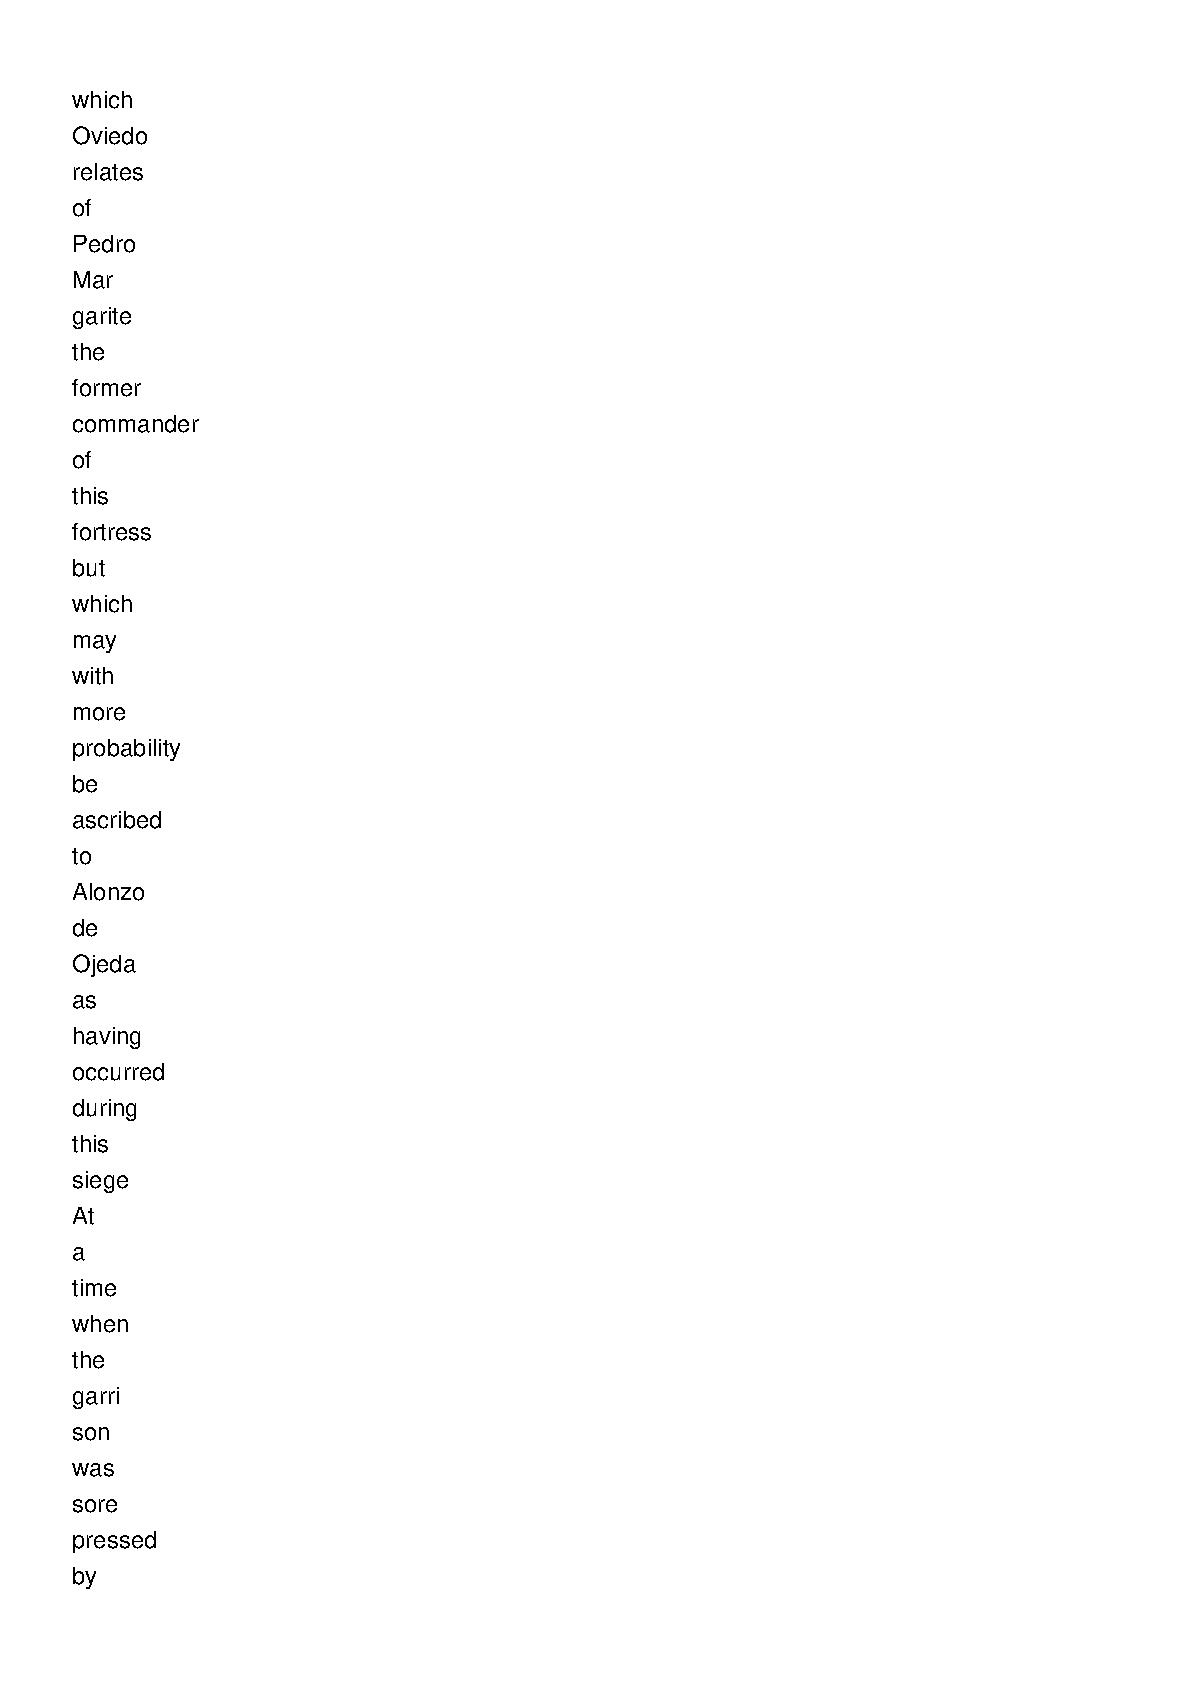 which
Oviedo
relates
of
Pedro
Mar
garite
the
former
commander
of
this
fortress
but
which
may
with
more
probability
be
ascribed
to
Alonzo
de
Ojeda
as
having
occurred
during
this
siege
At
a
time
when
the
garri
son
was
sore
pressed
by